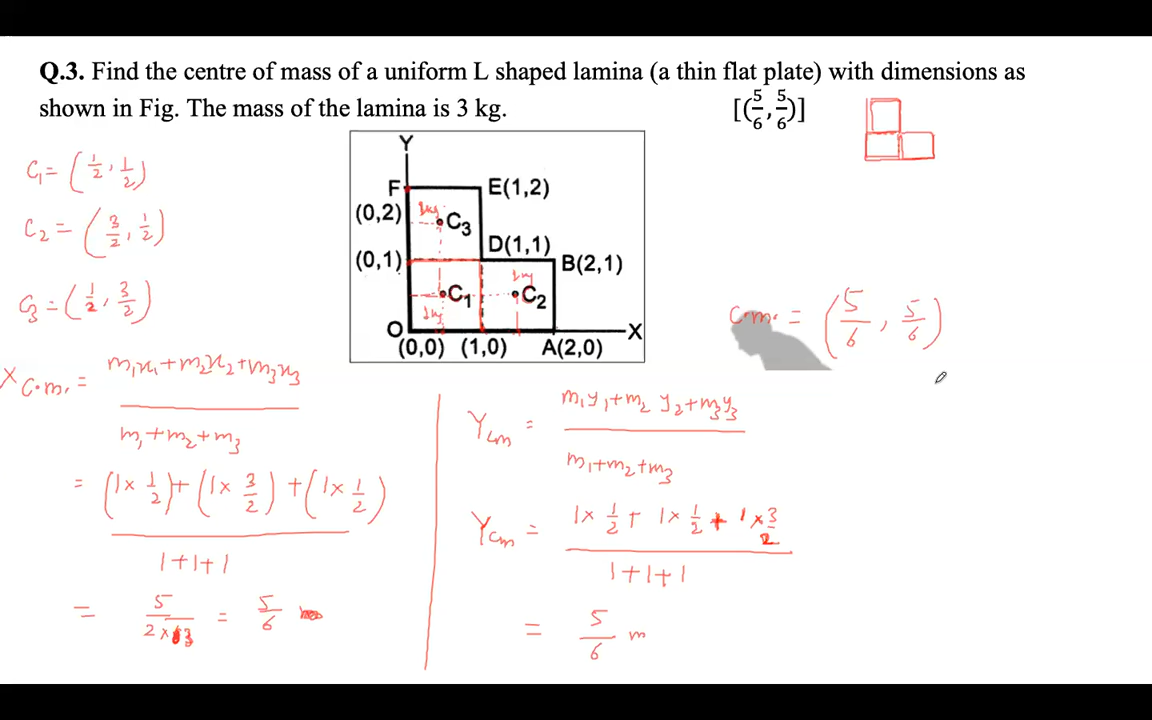 Q.3. Find the centre of mass of a uniform L shaped lamina (a thin flat plate) with dimensions as
shown in Fig. The mass of the lamina is 3 kg.
[(5/6, 5/6)]
C₁ = (1/2, 1/2)
C₂ = (3/2, 1/2)
C₃ = (1/2, 3/2)
Y
F
E(1,2)
(0,2)
1kg
C₃
D(1,1)
(0,1)
B(2,1)
1kg
C₁
C₂
1kg
O
X
(0,0) (1,0) A(2,0)
C.m. = (5/6, 5/6)
X C.m. = (m₁x₁+m₂x₂+m₃x₃)/(m₁+m₂+m₃)
= ((1×1/2)+(1×3/2)+(1×1/2))/(1+1+1)
= 5/(2×3) = 5/6
Ycm = (m₁y₁+m₂y₂+m₃y₃)/(m₁+m₂+m₃)
Ycm = (1×1/2+1×1/2+1×3/2)/(1+1+1)
= 5/6 m